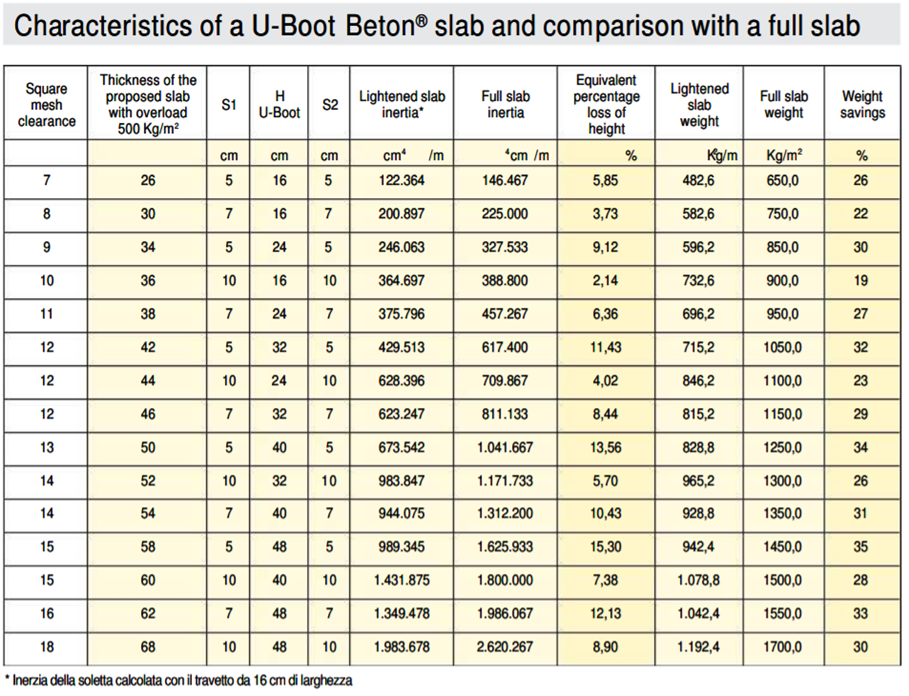 Characteristics of a U-Boot Beton® slab and comparison with a full slab
Square mesh clearance | Thickness of the proposed slab with overload 500 Kg/m² | S1 | H U-Boot | S2 | Lightened slab inertia* | Full slab inertia | Equivalent percentage loss of height | Lightened slab weight | Full slab weight | Weight savings
cm | cm | cm | cm⁴ /m | ⁴cm /m | % | Kg/m² | Kg/m² | %
7 | 26 | 5 | 16 | 5 | 122.364 | 146.467 | 5,85 | 482,6 | 650,0 | 26
8 | 30 | 7 | 16 | 7 | 200.897 | 225.000 | 3,73 | 582,6 | 750,0 | 22
9 | 34 | 5 | 24 | 5 | 246.063 | 327.533 | 9,12 | 596,2 | 850,0 | 30
10 | 36 | 10 | 16 | 10 | 364.697 | 388.800 | 2,14 | 732,6 | 900,0 | 19
11 | 38 | 7 | 24 | 7 | 375.796 | 457.267 | 6,36 | 696,2 | 950,0 | 27
12 | 42 | 5 | 32 | 5 | 429.513 | 617.400 | 11,43 | 715,2 | 1050,0 | 32
12 | 44 | 10 | 24 | 10 | 628.396 | 709.867 | 4,02 | 846,2 | 1100,0 | 23
12 | 46 | 7 | 32 | 7 | 623.247 | 811.133 | 8,44 | 815,2 | 1150,0 | 29
13 | 50 | 5 | 40 | 5 | 673.542 | 1.041.667 | 13,56 | 828,8 | 1250,0 | 34
14 | 52 | 10 | 32 | 10 | 983.847 | 1.171.733 | 5,70 | 965,2 | 1300,0 | 26
14 | 54 | 7 | 40 | 7 | 944.075 | 1.312.200 | 10,43 | 928,8 | 1350,0 | 31
15 | 58 | 5 | 48 | 5 | 989.345 | 1.625.933 | 15,30 | 942,4 | 1450,0 | 35
15 | 60 | 10 | 40 | 10 | 1.431.875 | 1.800.000 | 7,38 | 1.078,8 | 1500,0 | 28
16 | 62 | 7 | 48 | 7 | 1.349.478 | 1.986.067 | 12,13 | 1.042,4 | 1550,0 | 33
18 | 68 | 10 | 48 | 10 | 1.983.678 | 2.620.267 | 8,90 | 1.192,4 | 1700,0 | 30
* Inerzia della soletta calcolata con il travetto da 16 cm di larghezza